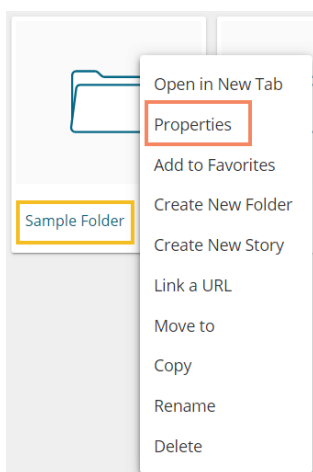 Open in New Tab
Properties
Add to Favorites
Sample Folder
Create New Folder
Create New Story
Link a URL
Move to
Copy
Rename
Delete